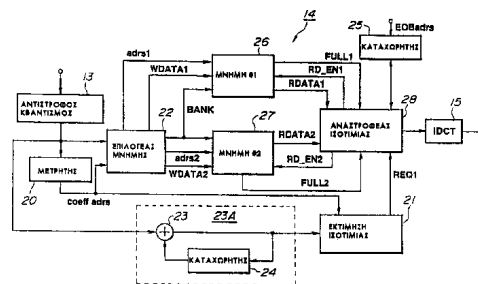 14
26
25
EOBadrs
adrs1
WDATA1
ΜΝΗΜΗ #1
FULL1
RD_EN1
RDATA1
ΚΑΤΑΧΩΡΗΤΗΣ
13
ΑΝΤΙΣΤΡΟΦΟΣ
ΚΒΑΝΤΙΣΜΟΣ
22
BANK
27
28
15
ΕΠΙΛΟΓΕΑΣ
ΜΝΗΜΗΣ
adrs2
WDATA2
ΜΝΗΜΗ #2
RDATA2
RD_EN2
FULL2
ΑΝΑΣΤΡΟΦΕΑΣ
ΙΣΟΤΙΜΙΑΣ
IDCT
ΜΕΤΡΗΤΗΣ
20
coeff adrs
REQ1
23
23A
21
ΕΚΤΙΜΗΣΗ
ΙΣΟΤΙΜΙΑΣ
ΚΑΤΑΧΩΡΗΤΗΣ
24